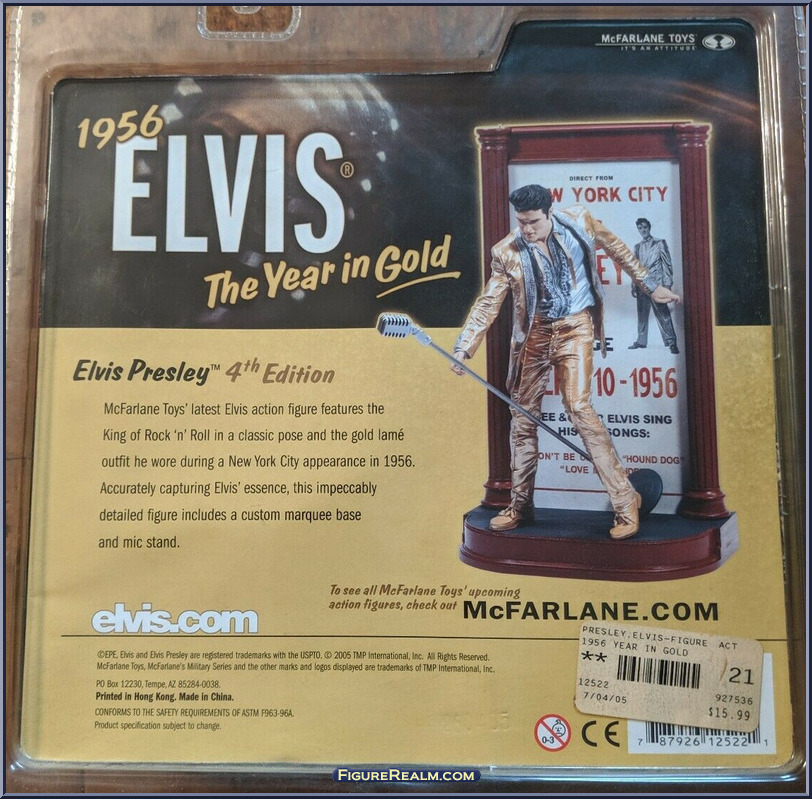 McFARLANE TOYS
IT'S AN ATTITUDE
1956
ELVIS®
The Year in Gold
DIRECT FROM
W YORK CITY
EY
GE
10-1956
ELVIS SING
HIS SONGS:
"HOUND DOG"
"LOVE
Elvis Presley™ 4th Edition
McFarlane Toys' latest Elvis action figure features the
King of Rock 'n' Roll in a classic pose and the gold lamé
outfit he wore during a New York City appearance in 1956.
Accurately capturing Elvis' essence, this impeccably
detailed figure includes a custom marquee base
and mic stand.
To see all McFarlane Toys' upcoming
action figures, check out McFARLANE.COM
elvis.com
©EPE, Elvis and Elvis Presley are registered trademarks with the USPTO. © 2005 TMP International, Inc. All Rights Reserved.
McFarlane Toys, McFarlane's Military Series and the other marks and logos displayed are trademarks of TMP International, Inc.
PO Box 12230, Tempe, AZ 85284-0038.
Printed in Hong Kong. Made in China.
CONFORMS TO THE SAFETY REQUIREMENTS OF ASTM F963-96A.
Product specification subject to change.
PRESLEY,ELVIS-FIGURE ACT
1956 YEAR IN GOLD
** /21
12522 927536
7/04/05 $15.99
0-3 CE
7 87926 12522 1
FIGUREREALM.COM